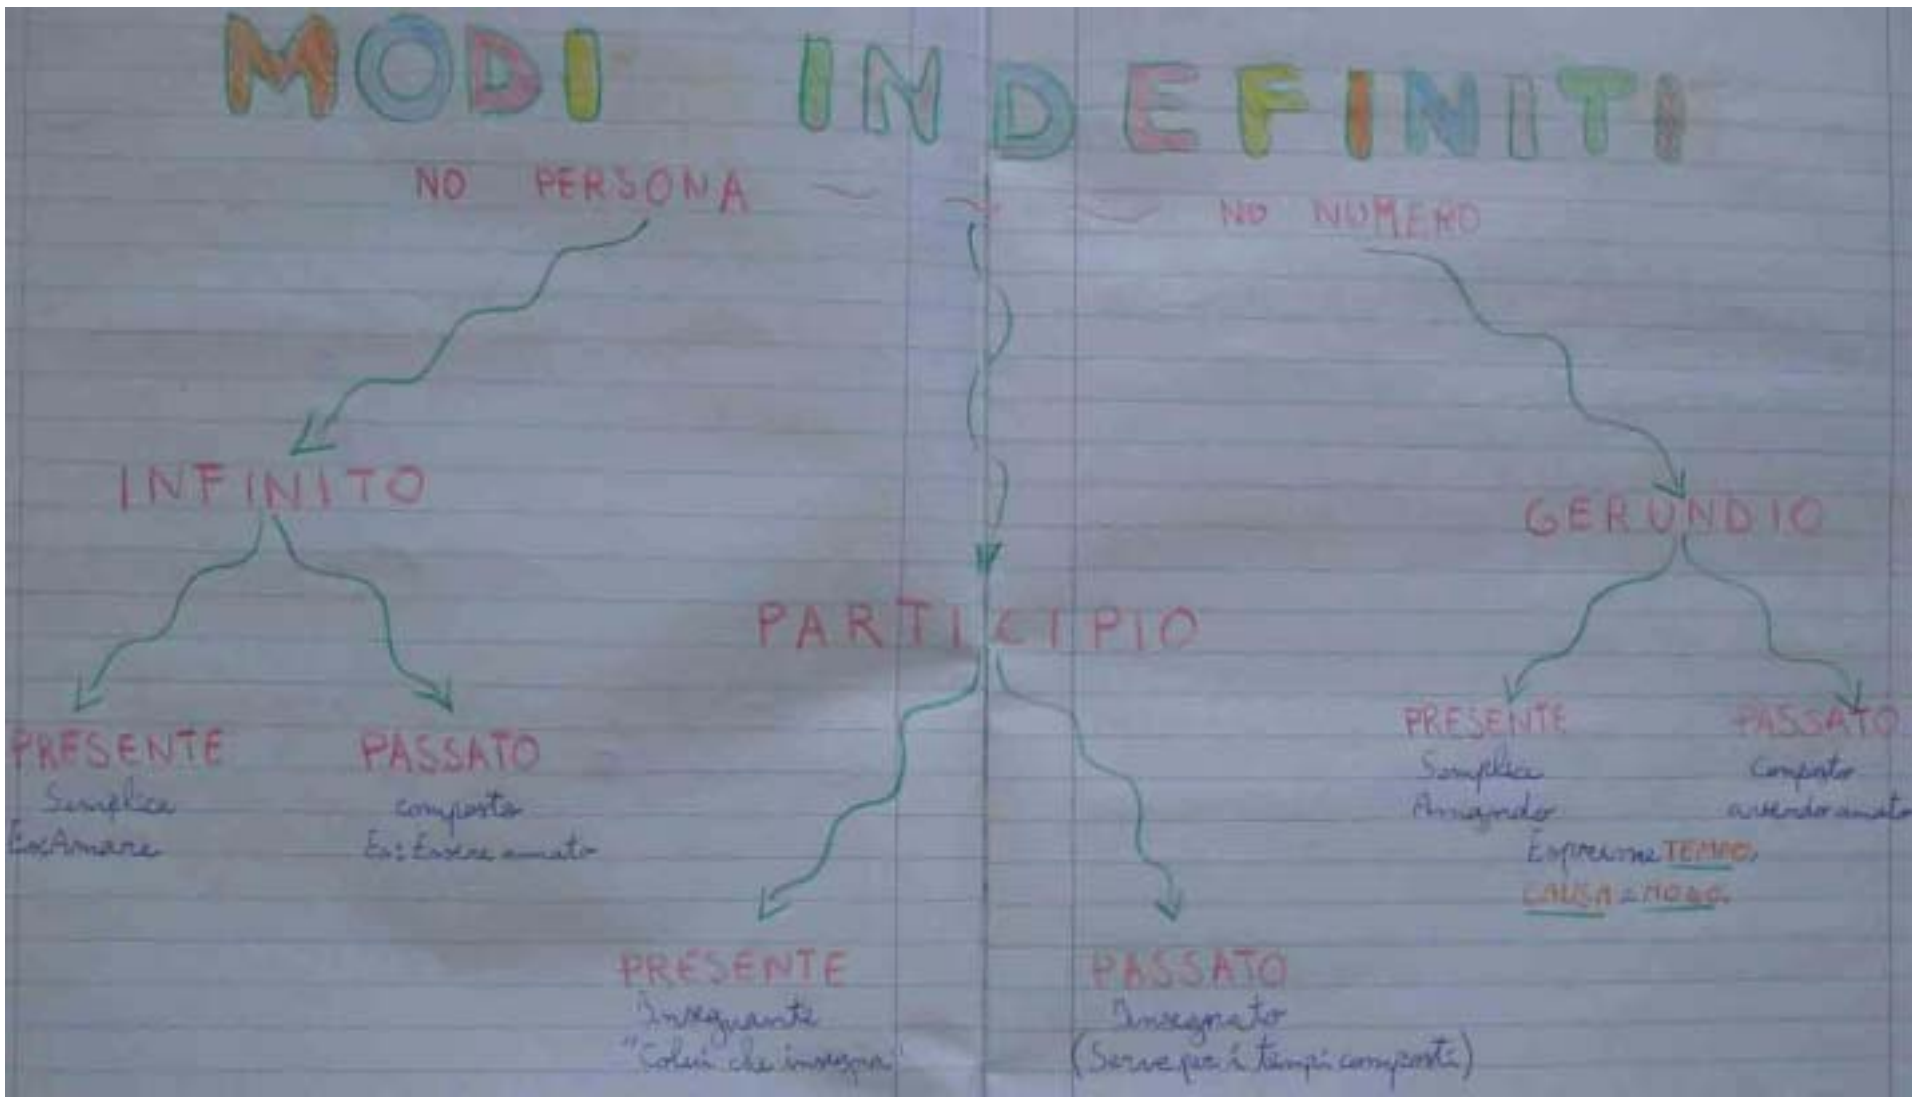 MODI INDEFINITI
NO PERSONA NO NUMERO
INFINITO
GERUNDIO
PARTICIPIO
PRESENTE
Semplice
Es: Amare
PASSATO
composto
Es: Essere amato
PRESENTE
Semplice
Amando
PASSATO
Composto
avendo amato
Esprime TEMPO,
CAUSA e MODO.
PRESENTE
Insegnante
"Colui che insegna"
PASSATO
Insegnato
(Serve per i tempi composti)